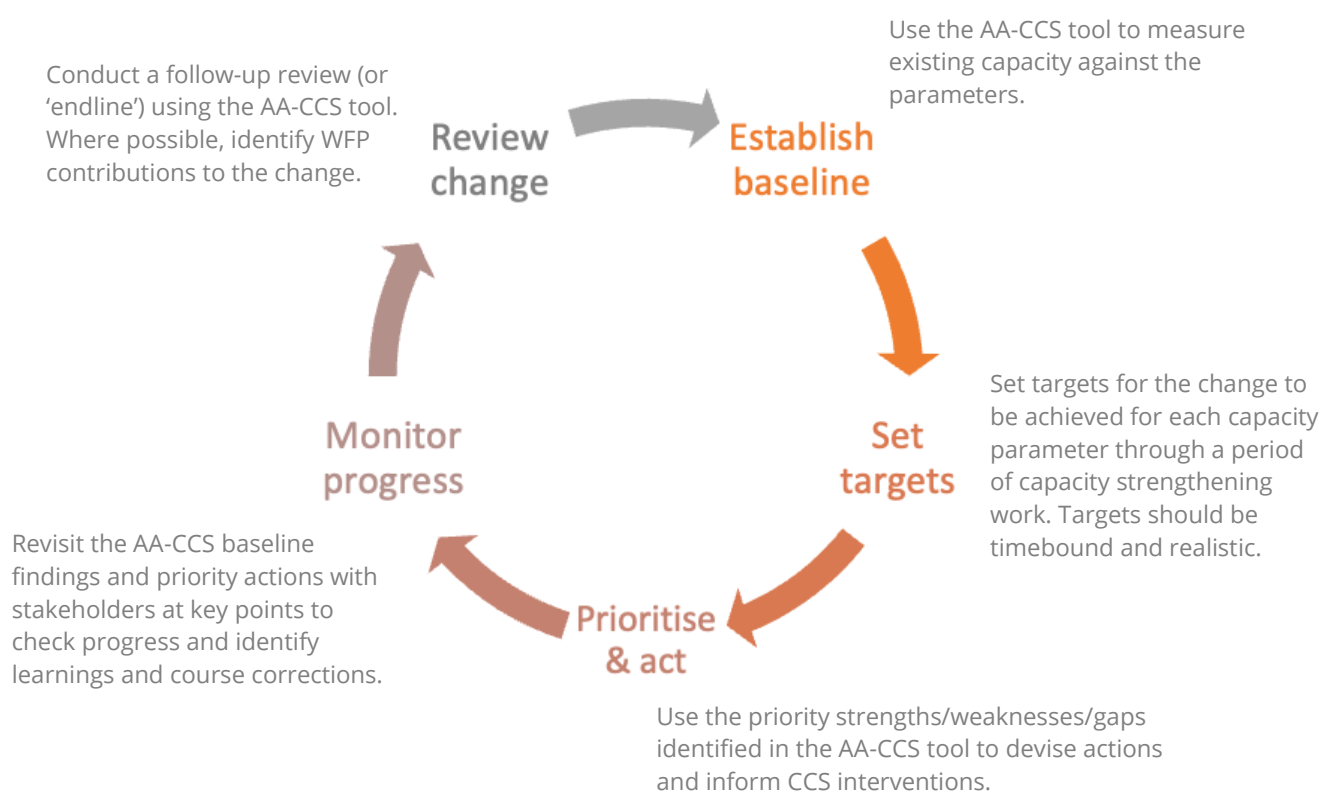 Use the AA-CCS tool to measure
existing capacity against the
parameters.
Establish
baseline
Set
targets
Set targets for the change to
be achieved for each capacity
parameter through a period
of capacity strengthening
work. Targets should be
timebound and realistic.
Prioritise
& act
Use the priority strengths/weaknesses/gaps
identified in the AA-CCS tool to devise actions
and inform CCS interventions.
Monitor
progress
Revisit the AA-CCS baseline
findings and priority actions with
stakeholders at key points to
check progress and identify
learnings and course corrections.
Review
change
Conduct a follow-up review (or
‘endline’) using the AA-CCS tool.
Where possible, identify WFP
contributions to the change.